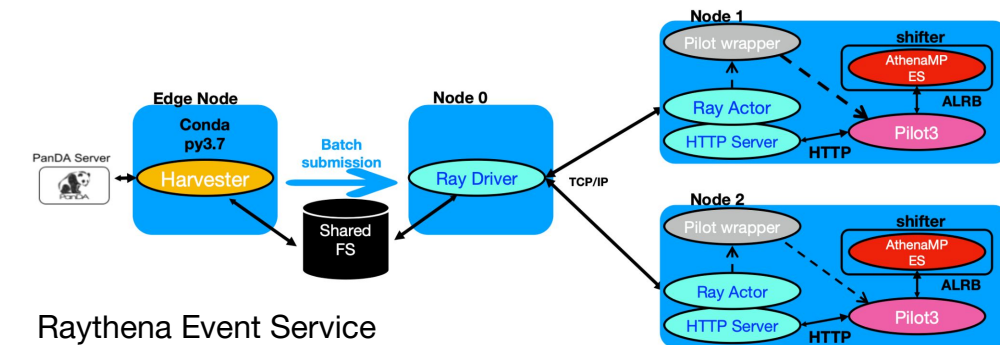 Node 1
Pilot wrapper
shifter
AthenaMP
ES
Edge Node
Node 0
Ray Actor
ALRB
Conda
py3.7
Batch
submission
HTTP Server
Pilot3
HTTP
PanDA Server
PanDA
Harvester
Ray Driver
TCP/IP
Shared
FS
Node 2
Pilot wrapper
shifter
AthenaMP
ES
Ray Actor
ALRB
HTTP Server
Pilot3
HTTP
Raythena Event Service